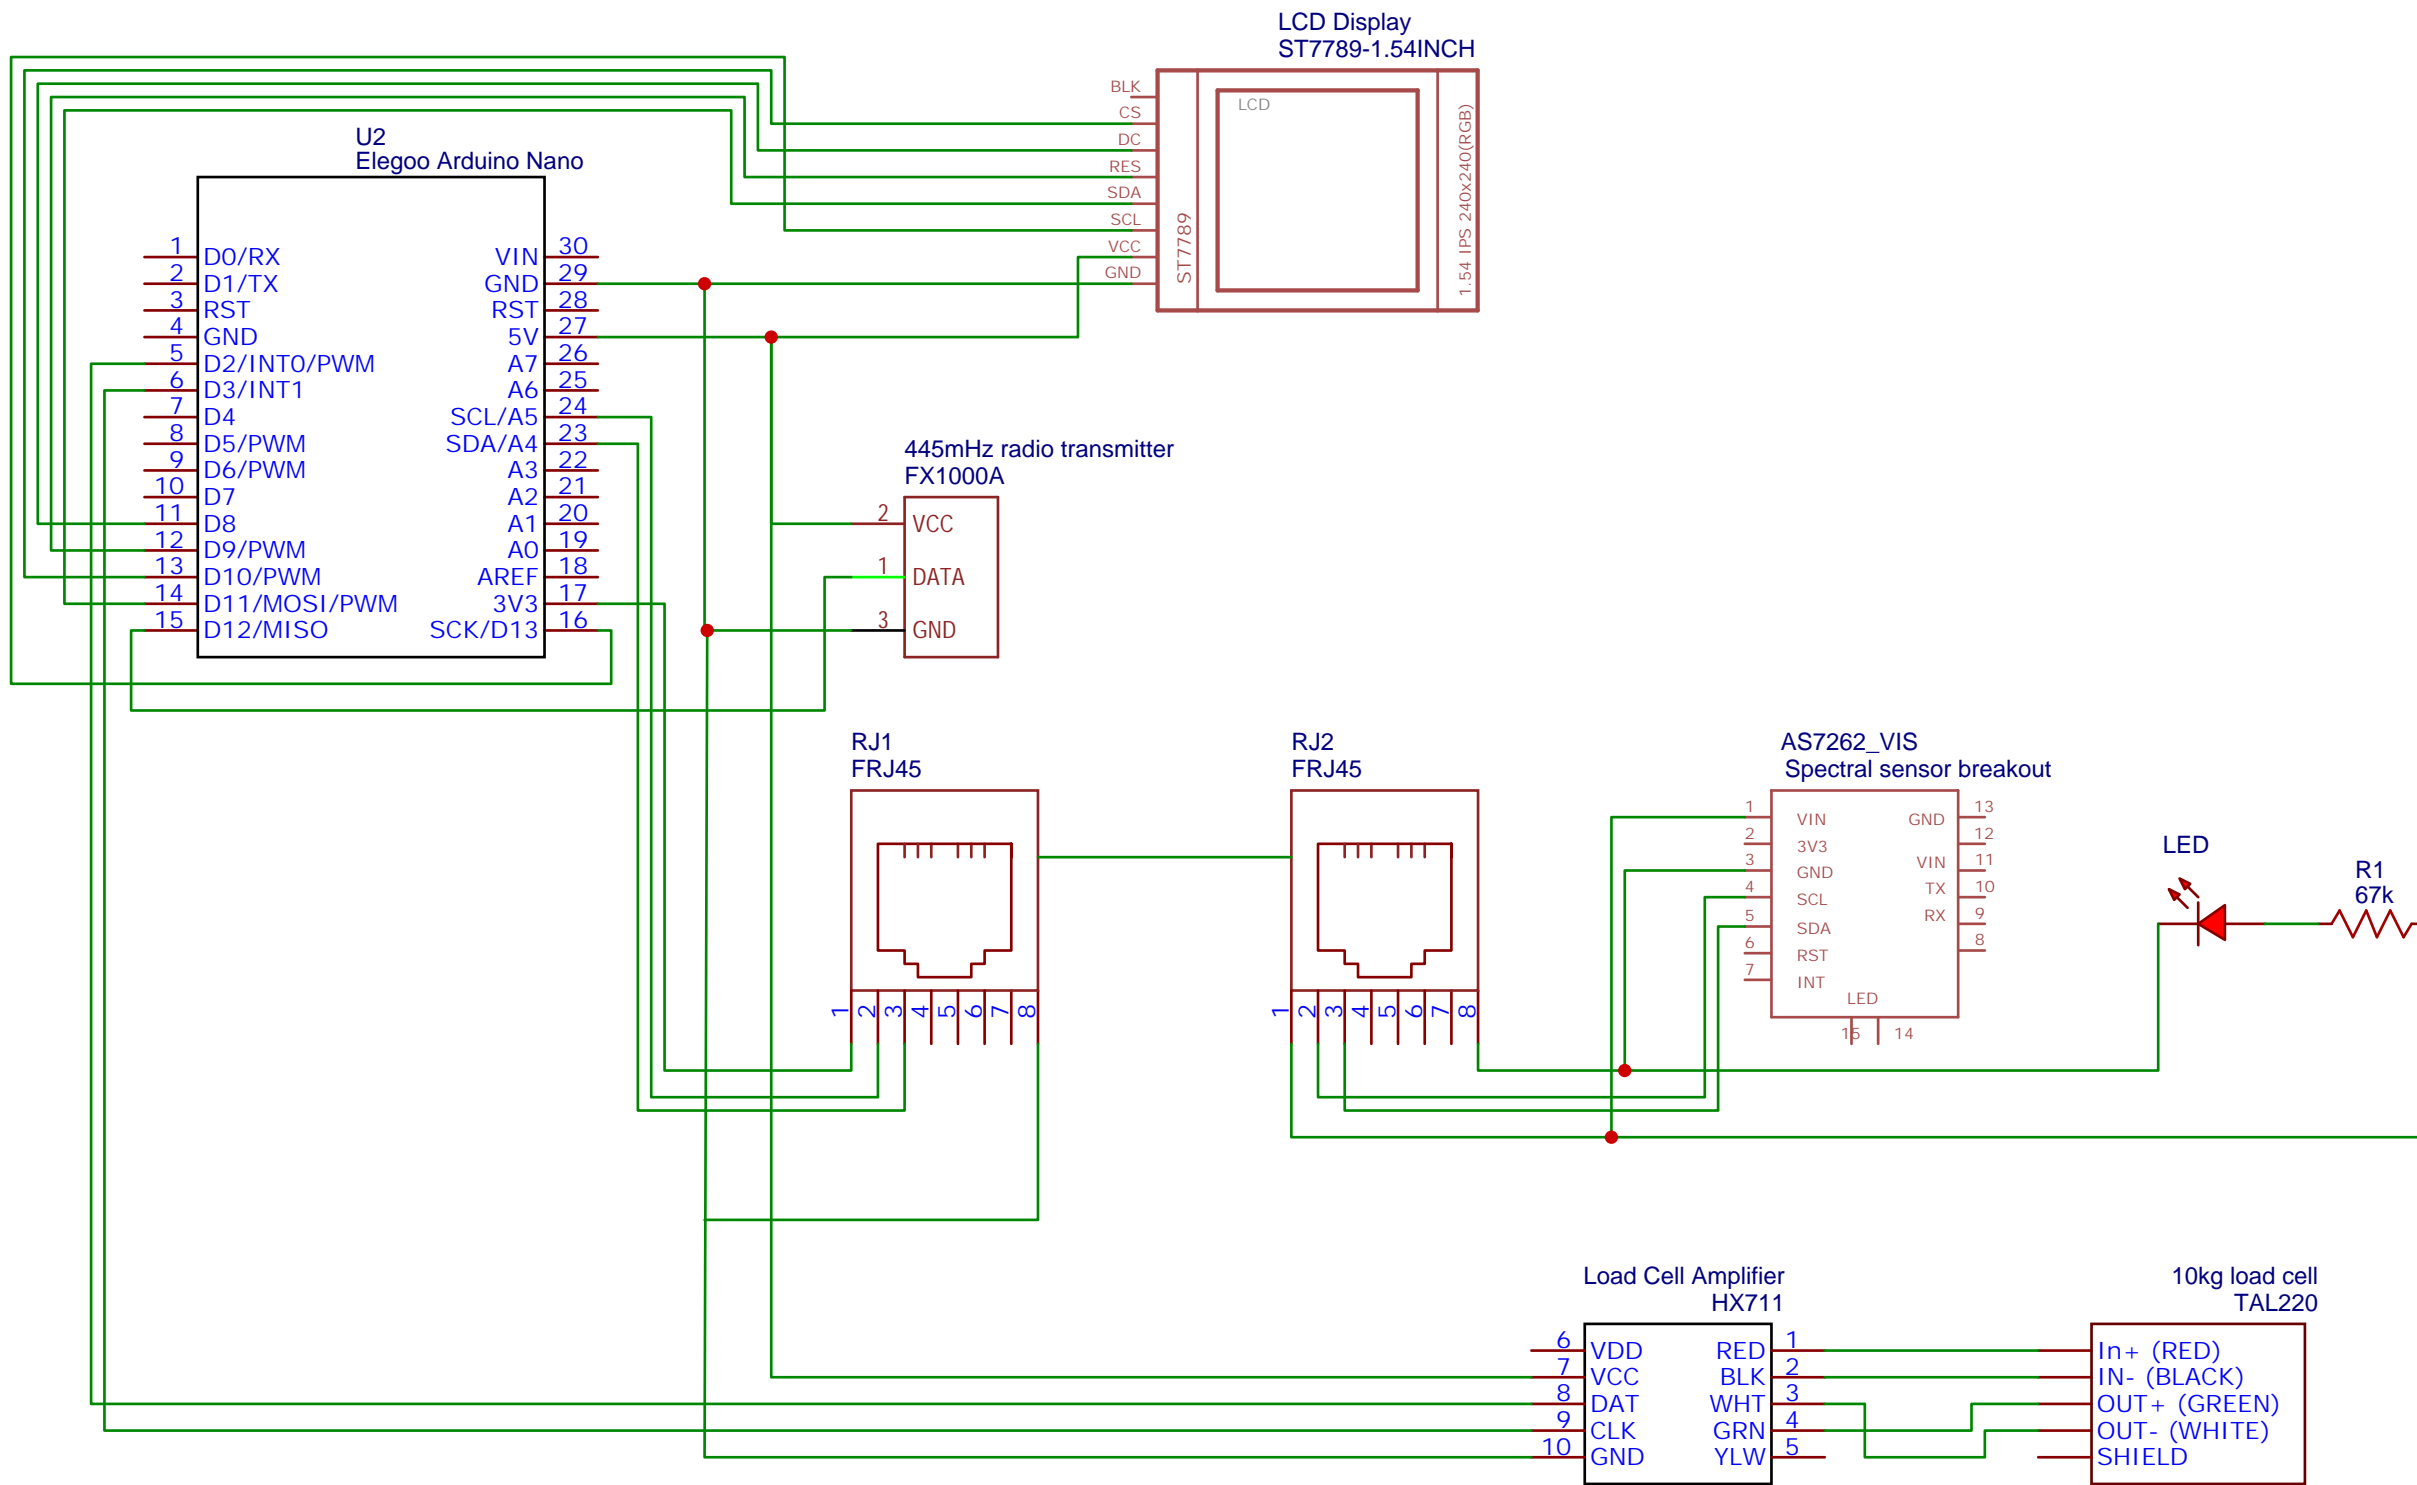 LCD Display
ST7789-1.54INCH
BLK
CS
DC
RES
SDA
SCL
VCC
GND
ST7789
LCD
1.54 IPS 240x240(RGB)
U2
Elegoo Arduino Nano
1 D0/RX
2 D1/TX
3 RST
4 GND
5 D2/INT0/PWM
6 D3/INT1
7 D4
8 D5/PWM
9 D6/PWM
10 D7
11 D8
12 D9/PWM
13 D10/PWM
14 D11/MOSI/PWM
15 D12/MISO
VIN 30
GND 29
RST 28
5V 27
A7 26
A6 25
SCL/A5 24
SDA/A4 23
A3 22
A2 21
A1 20
A0 19
AREF 18
3V3 17
SCK/D13 16
445mHz radio transmitter
FX1000A
2 VCC
1 DATA
3 GND
RJ1
FRJ45
1 2 3 4 5 6 7 8
RJ2
FRJ45
1 2 3 4 5 6 7 8
AS7262_VIS
Spectral sensor breakout
1 VIN
2 3V3
3 GND
4 SCL
5 SDA
6 RST
7 INT
GND 13
12
VIN 11
TX 10
RX 9
8
LED
15 14
LED
R1
67k
Load Cell Amplifier
HX711
6 VDD
7 VCC
8 DAT
9 CLK
10 GND
RED 1
BLK 2
WHT 3
GRN 4
YLW 5
10kg load cell
TAL220
In+ (RED)
IN- (BLACK)
OUT+ (GREEN)
OUT- (WHITE)
SHIELD